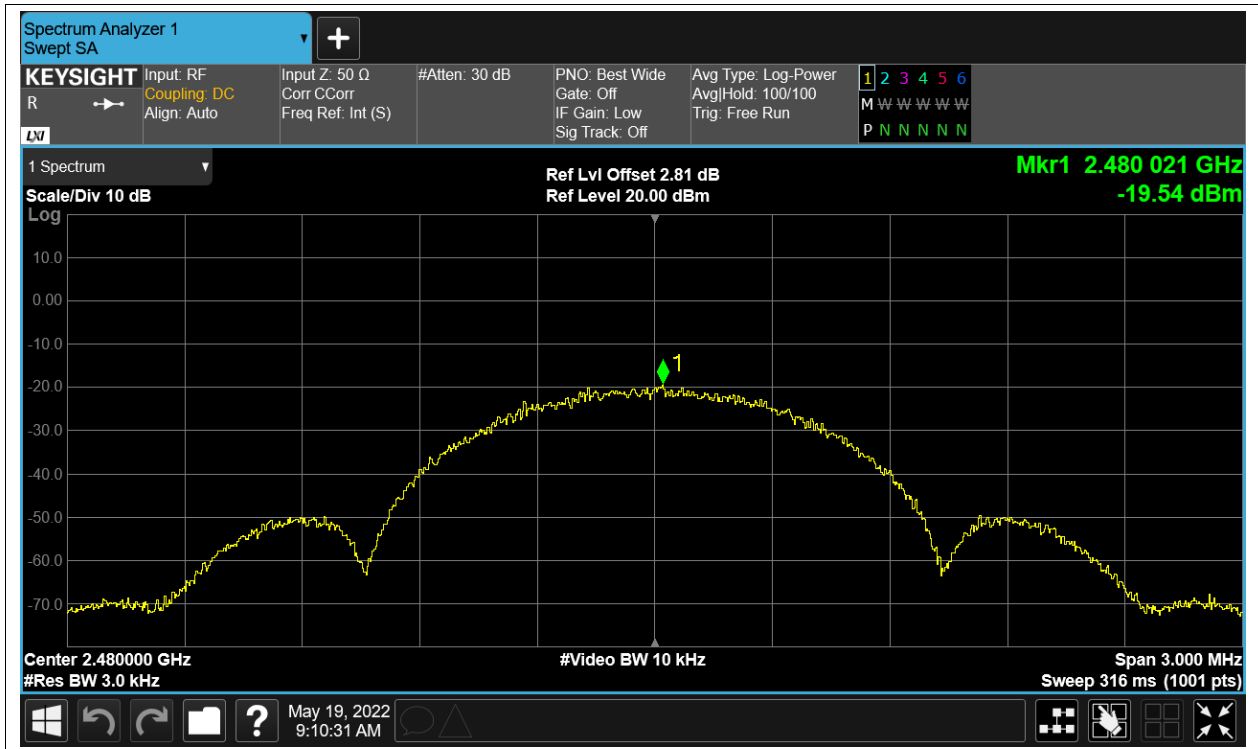 Spectrum Analyzer 1
Swept SA
+
KEYSIGHT
R
LXI
Input: RF
Coupling: DC
Align: Auto
Input Z: 50 Ω
Corr CCorr
Freq Ref: Int (S)
#Atten: 30 dB
PNO: Best Wide
Gate: Off
IF Gain: Low
Sig Track: Off
Avg Type: Log-Power
Avg|Hold: 100/100
Trig: Free Run
1 2 3 4 5 6
M W W W W W
P N N N N N
1 Spectrum
Scale/Div 10 dB
Log
Ref Lvl Offset 2.81 dB
Ref Level 20.00 dBm
Mkr1 2.480 021 GHz
-19.54 dBm
10.0
0.00
-10.0
-20.0
-30.0
-40.0
-50.0
-60.0
-70.0
1
Center 2.480000 GHz
#Res BW 3.0 kHz
#Video BW 10 kHz
Span 3.000 MHz
Sweep 316 ms (1001 pts)
?
May 19, 2022
9:10:31 AM